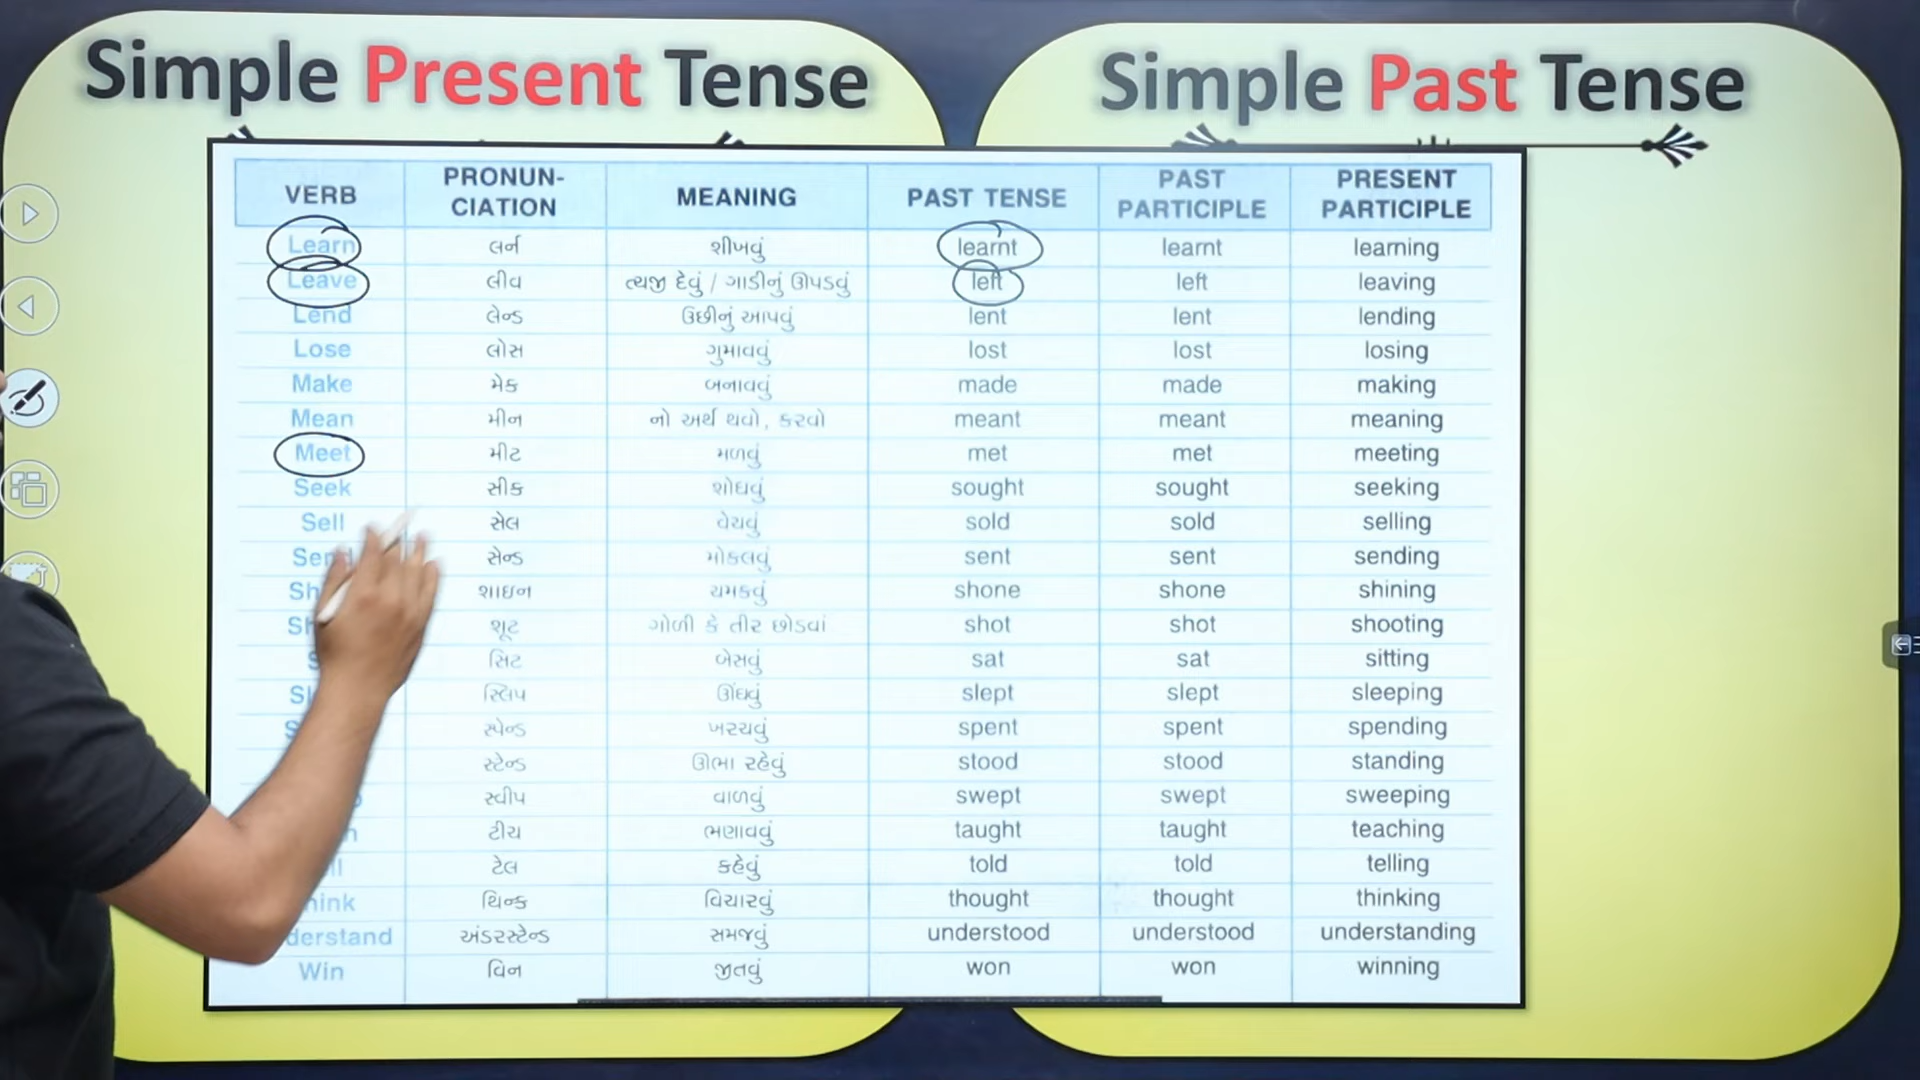 Simple Present Tense
Simple Past Tense
VERB PRONUN-CIATION MEANING PAST TENSE PAST PARTICIPLE PRESENT PARTICIPLE
Learn લર્ન શીખવું learnt learnt learning
Leave લીવ ત્યજી દેવું / ગાડીનું ઊપડવું left left leaving
Lend લેન્ડ ઉછીનું આપવું lent lent lending
Lose લોસ ગુમાવવું lost lost losing
Make મેક બનાવવું made made making
Mean મીન નો અર્થ થવો, કરવો meant meant meaning
Meet મીટ મળવું met met meeting
Seek સીક શોધવું sought sought seeking
Sell સેલ વેચવું sold sold selling
સેન્ડ મોકલવું sent sent sending
શાઇન ચમકવું shone shone shining
શૂટ ગોળી કે તીર છોડવાં shot shot shooting
સિટ બેસવું sat sat sitting
સ્લિપ ઊંઘવું slept slept sleeping
સ્પેન્ડ ખરચવું spent spent spending
સ્ટેન્ડ ઊભા રહેવું stood stood standing
સ્વીપ વાળવું swept swept sweeping
ટીચ ભણાવવું taught taught teaching
ટેલ કહેવું told told telling
થિન્ક વિચારવું thought thought thinking
અંડરસ્ટેન્ડ સમજવું understood understood understanding
Win વિન જીતવું won won winning